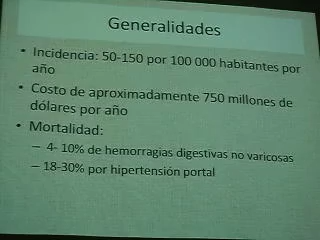 Generalidades
• Incidencia: 50-150 por 100 000 habitantes por
año
• Costo de aproximadamente 750 millones de
dólares por año
• Mortalidad:
– 4- 10% de hemorragias digestivas no varicosas
– 18-30% por hipertensión portal